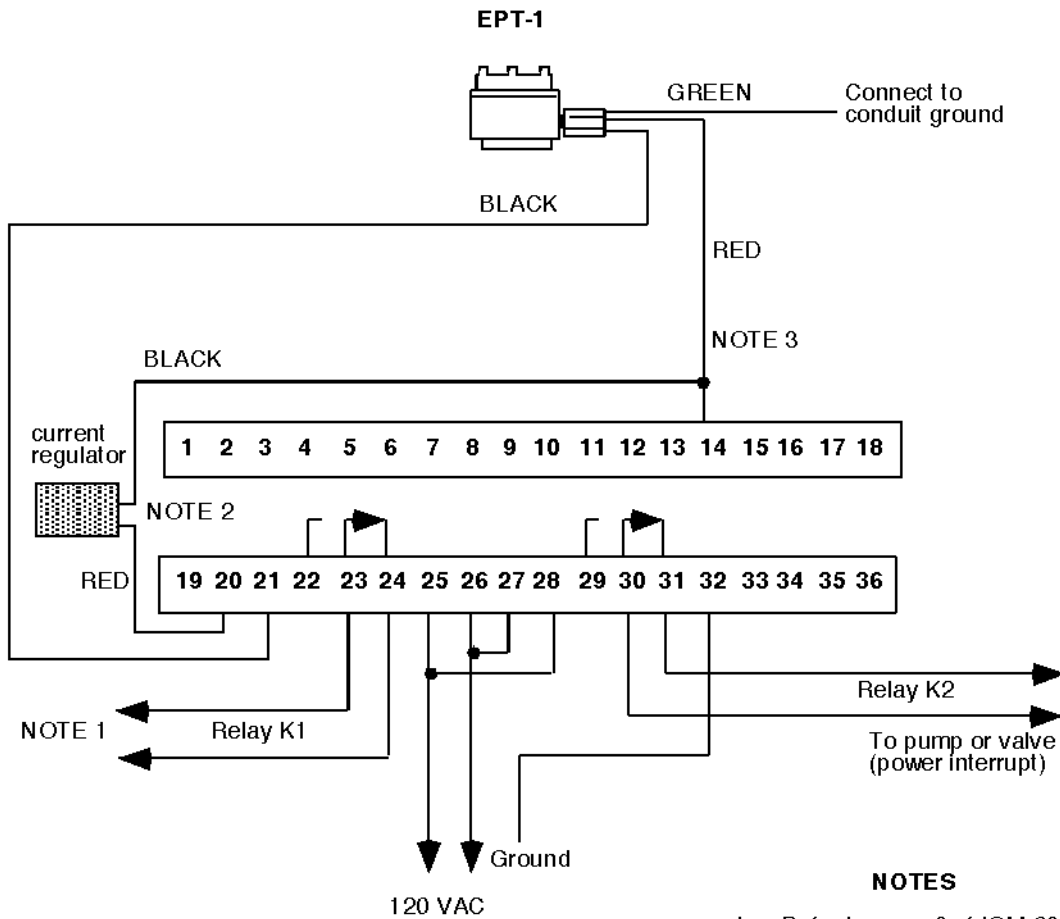 EPT-1
GREEN
Connect to
conduit ground
BLACK
RED
NOTE 3
BLACK
current
regulator
1 2 3 4 5 6 7 8 9 10 11 12 13 14 15 16 17 18
NOTE 2
RED
19 20 21 22 23 24 25 26 27 28 29 30 31 32 33 34 35 36
NOTE 1
Relay K1
Relay K2
To pump or valve
(power interrupt)
Ground
120 VAC
NOTES